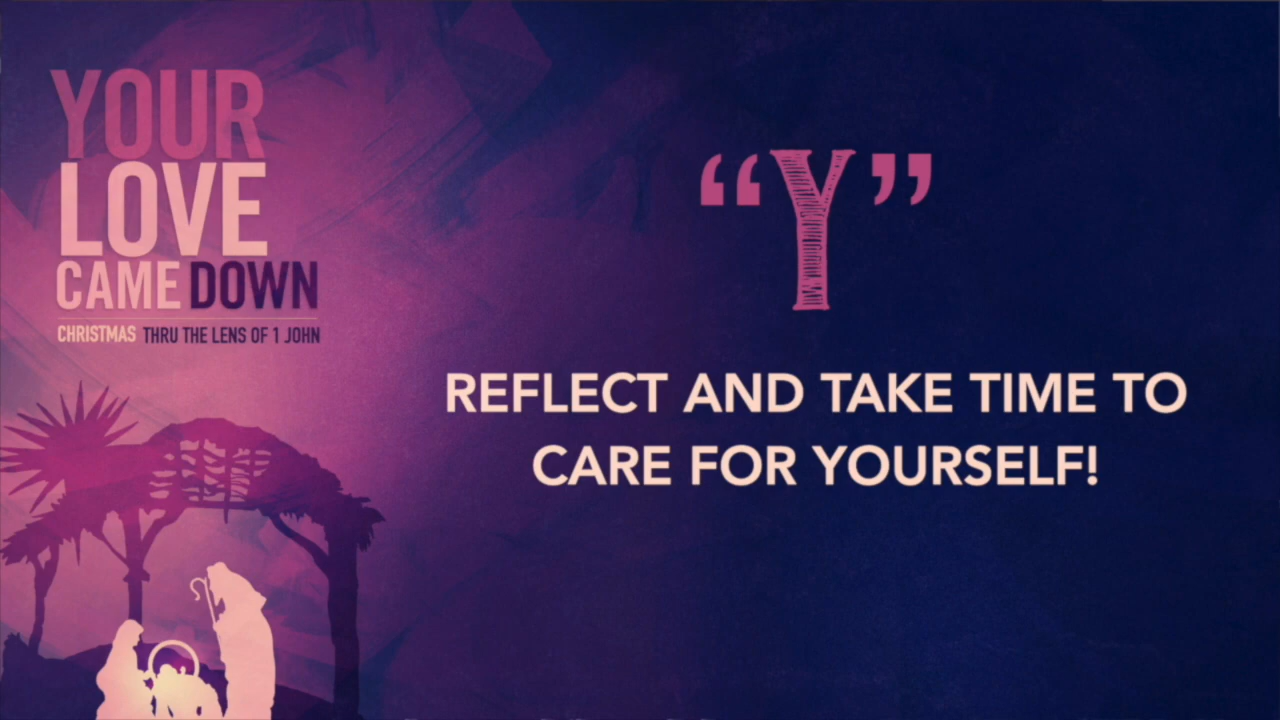 YOUR
LOVE
CAME DOWN
CHRISTMAS THRU THE LENS OF 1 JOHN
“Y”
REFLECT AND TAKE TIME TO
CARE FOR YOURSELF!